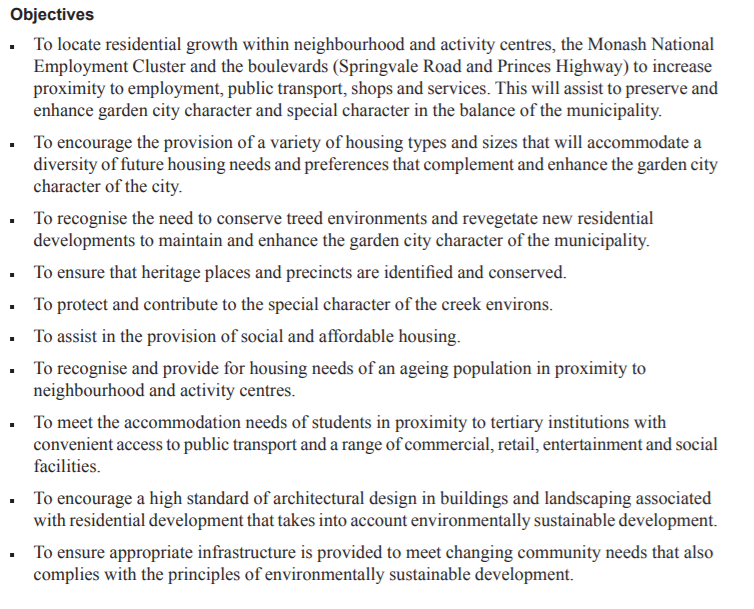 Objectives
▪ To locate residential growth within neighbourhood and activity centres, the Monash National
Employment Cluster and the boulevards (Springvale Road and Princes Highway) to increase
proximity to employment, public transport, shops and services. This will assist to preserve and
enhance garden city character and special character in the balance of the municipality.
▪ To encourage the provision of a variety of housing types and sizes that will accommodate a
diversity of future housing needs and preferences that complement and enhance the garden city
character of the city.
▪ To recognise the need to conserve treed environments and revegetate new residential
developments to maintain and enhance the garden city character of the municipality.
▪ To ensure that heritage places and precincts are identified and conserved.
▪ To protect and contribute to the special character of the creek environs.
▪ To assist in the provision of social and affordable housing.
▪ To recognise and provide for housing needs of an ageing population in proximity to
neighbourhood and activity centres.
▪ To meet the accommodation needs of students in proximity to tertiary institutions with
convenient access to public transport and a range of commercial, retail, entertainment and social
facilities.
▪ To encourage a high standard of architectural design in buildings and landscaping associated
with residential development that takes into account environmentally sustainable development.
▪ To ensure appropriate infrastructure is provided to meet changing community needs that also
complies with the principles of environmentally sustainable development.